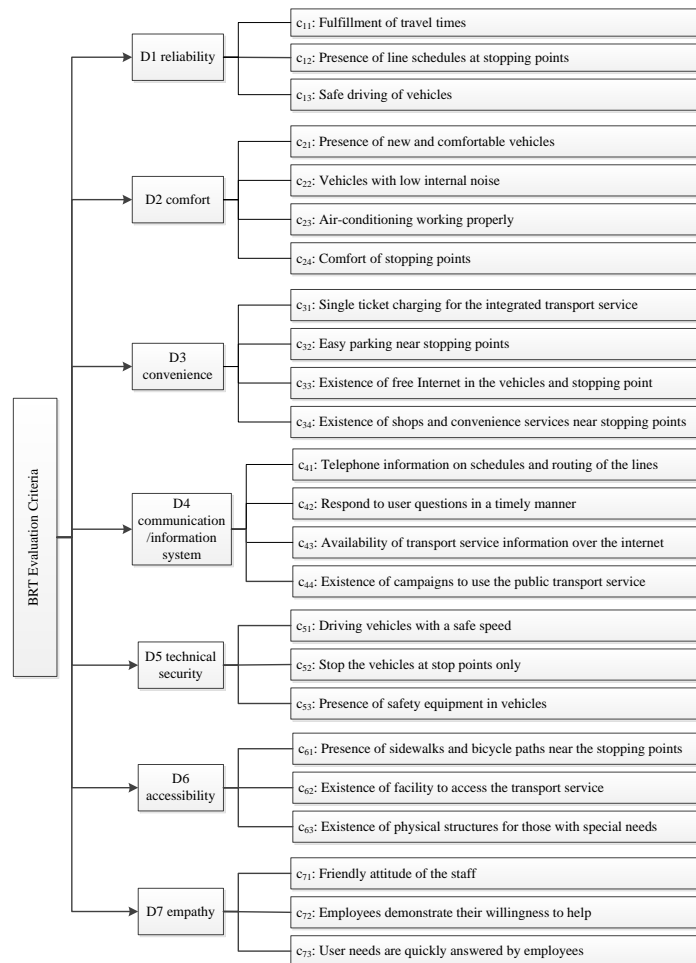 BRT Evaluation Criteria
D1 reliability
c₁₁: Fulfillment of travel times
c₁₂: Presence of line schedules at stopping points
c₁₃: Safe driving of vehicles
D2 comfort
c₂₁: Presence of new and comfortable vehicles
c₂₂: Vehicles with low internal noise
c₂₃: Air-conditioning working properly
c₂₄: Comfort of stopping points
D3
convenience
c₃₁: Single ticket charging for the integrated transport service
c₃₂: Easy parking near stopping points
c₃₃: Existence of free Internet in the vehicles and stopping point
c₃₄: Existence of shops and convenience services near stopping points
D4
communication
/information
system
c₄₁: Telephone information on schedules and routing of the lines
c₄₂: Respond to user questions in a timely manner
c₄₃: Availability of transport service information over the internet
c₄₄: Existence of campaigns to use the public transport service
D5 technical
security
c₅₁: Driving vehicles with a safe speed
c₅₂: Stop the vehicles at stop points only
c₅₃: Presence of safety equipment in vehicles
D6
accessibility
c₆₁: Presence of sidewalks and bicycle paths near the stopping points
c₆₂: Existence of facility to access the transport service
c₆₃: Existence of physical structures for those with special needs
D7 empathy
c₇₁: Friendly attitude of the staff
c₇₂: Employees demonstrate their willingness to help
c₇₃: User needs are quickly answered by employees